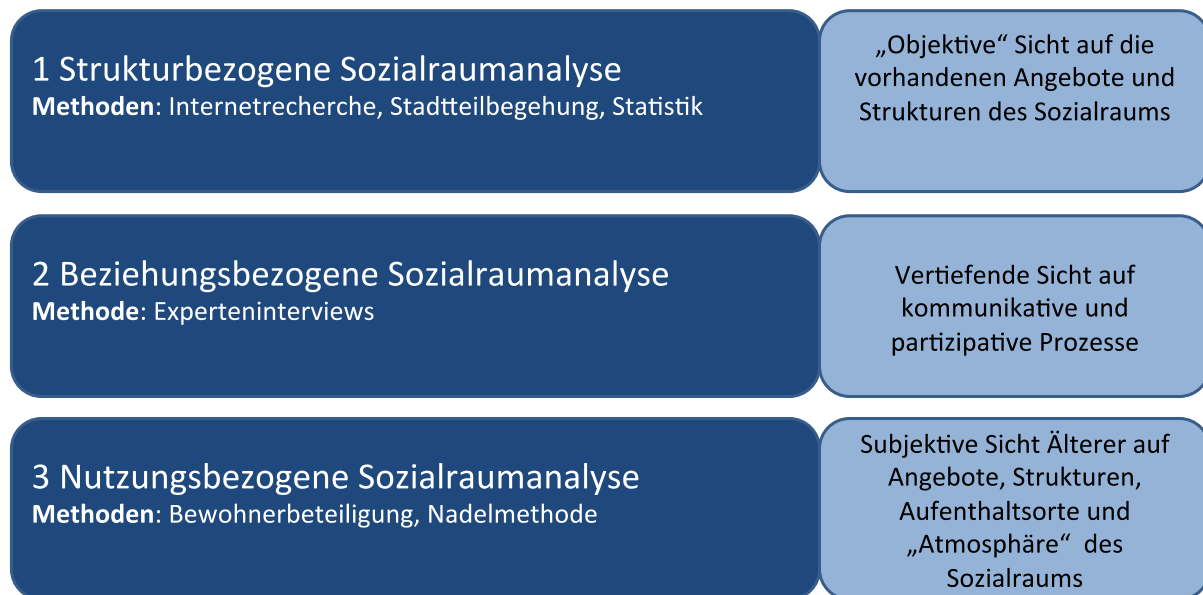 1 Strukturbezogene Sozialraumanalyse
Methoden: Internetrecherche, Stadtteilbegehung, Statistik
„Objektive“ Sicht auf die
vorhandenen Angebote und
Strukturen des Sozialraums
2 Beziehungsbezogene Sozialraumanalyse
Methode: Experteninterviews
Vertiefende Sicht auf
kommunikative und
partizipative Prozesse
3 Nutzungsbezogene Sozialraumanalyse
Methoden: Bewohnerbeteiligung, Nadelmethode
Subjektive Sicht Älterer auf
Angebote, Strukturen,
Aufenthaltsorte und
„Atmosphäre“ des
Sozialraums